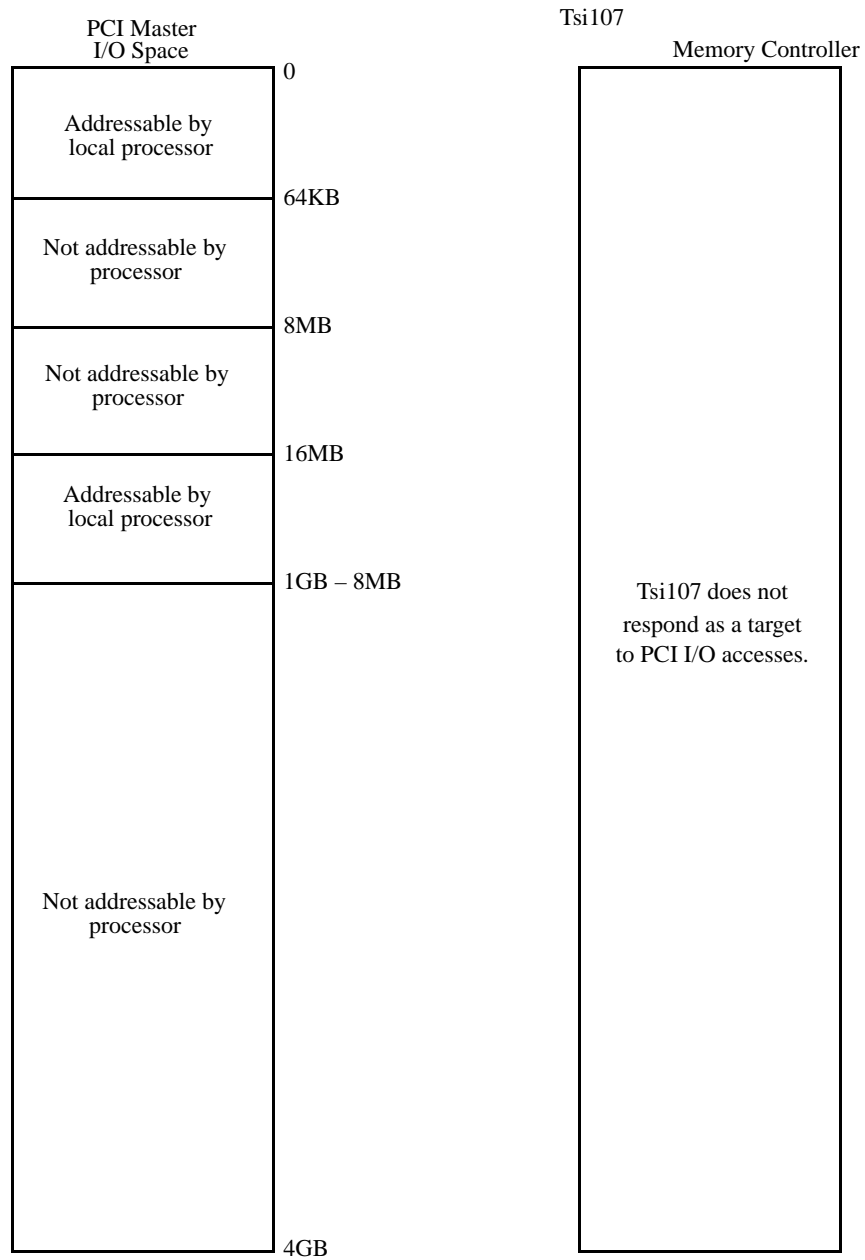 PCI Master
I/O Space
Tsi107
Memory Controller
0
Addressable by
local processor
64KB
Not addressable by
processor
8MB
Not addressable by
processor
16MB
Addressable by
local processor
1GB – 8MB
Tsi107 does not
respond as a target
to PCI I/O accesses.
Not addressable by
processor
4GB